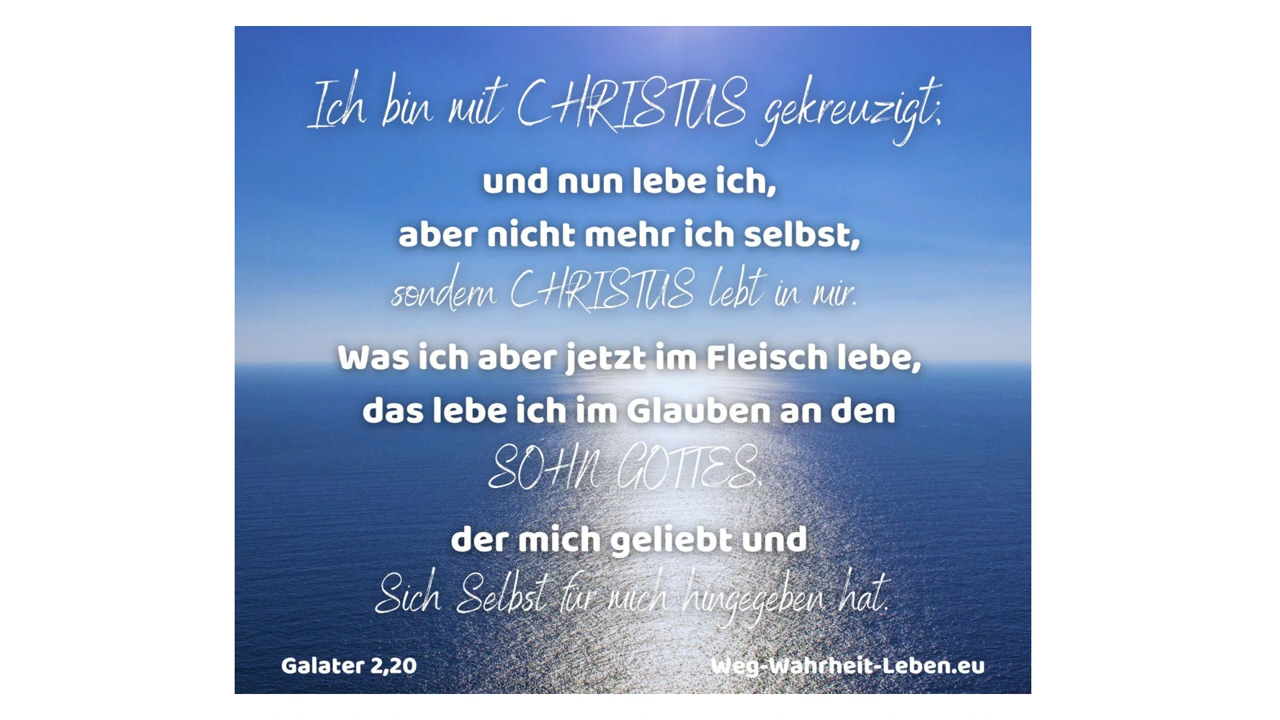 Ich bin mit CHRISTUS gekreuzigt;
und nun lebe ich,
aber nicht mehr ich selbst,
sondern CHRISTUS lebt in mir.
Was ich aber jetzt im Fleisch lebe,
das lebe ich im Glauben an den
SOHN GOTTES,
der mich geliebt und
Sich Selbst für mich hingegeben hat.
Galater 2,20
Weg-Wahrheit-Leben.eu